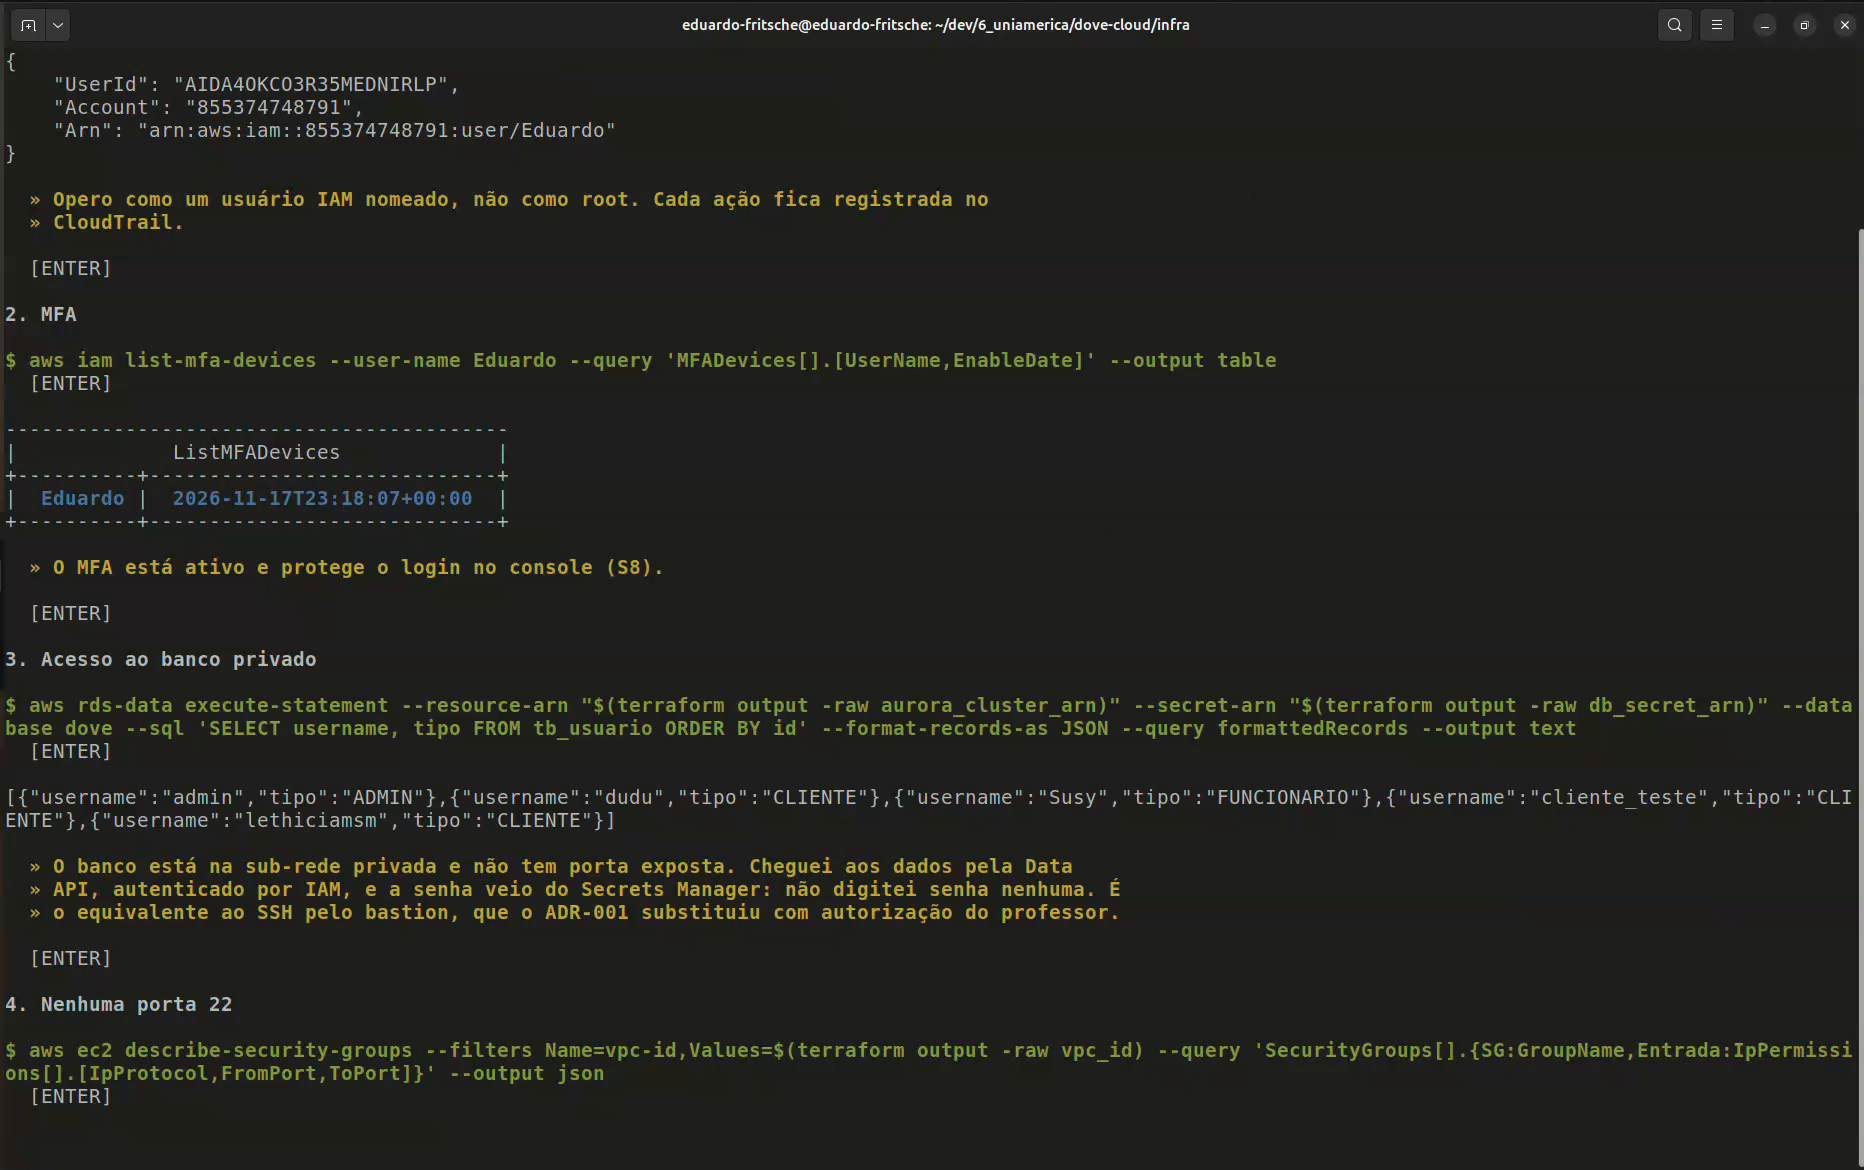 eduardo-fritsche@eduardo-fritsche: ~/dev/6_uniamerica/dove-cloud/infra
{
    "UserId": "AIDA4OKCO3R35MEDNIRLP",
    "Account": "855374748791",
    "Arn": "arn:aws:iam::855374748791:user/Eduardo"
}
  » Opero como um usuário IAM nomeado, não como root. Cada ação fica registrada no
  » CloudTrail.
  [ENTER]
2. MFA
$ aws iam list-mfa-devices --user-name Eduardo --query 'MFADevices[].[UserName,EnableDate]' --output table
  [ENTER]
------------------------------------------
|             ListMFADevices             |
+----------+-----------------------------+
|  Eduardo |  2026-11-17T23:18:07+00:00  |
+----------+-----------------------------+
  » O MFA está ativo e protege o login no console (S8).
  [ENTER]
3. Acesso ao banco privado
$ aws rds-data execute-statement --resource-arn "$(terraform output -raw aurora_cluster_arn)" --secret-arn "$(terraform output -raw db_secret_arn)" --data
base dove --sql 'SELECT username, tipo FROM tb_usuario ORDER BY id' --format-records-as JSON --query formattedRecords --output text
  [ENTER]
[{"username":"admin","tipo":"ADMIN"},{"username":"dudu","tipo":"CLIENTE"},{"username":"Susy","tipo":"FUNCIONARIO"},{"username":"cliente_teste","tipo":"CLI
ENTE"},{"username":"lethiciamsm","tipo":"CLIENTE"}]
  » O banco está na sub-rede privada e não tem porta exposta. Cheguei aos dados pela Data
  » API, autenticado por IAM, e a senha veio do Secrets Manager: não digitei senha nenhuma. É
  » o equivalente ao SSH pelo bastion, que o ADR-001 substituiu com autorização do professor.
  [ENTER]
4. Nenhuma porta 22
$ aws ec2 describe-security-groups --filters Name=vpc-id,Values=$(terraform output -raw vpc_id) --query 'SecurityGroups[].{SG:GroupName,Entrada:IpPermissi
ons[].[IpProtocol,FromPort,ToPort]}' --output json
  [ENTER]